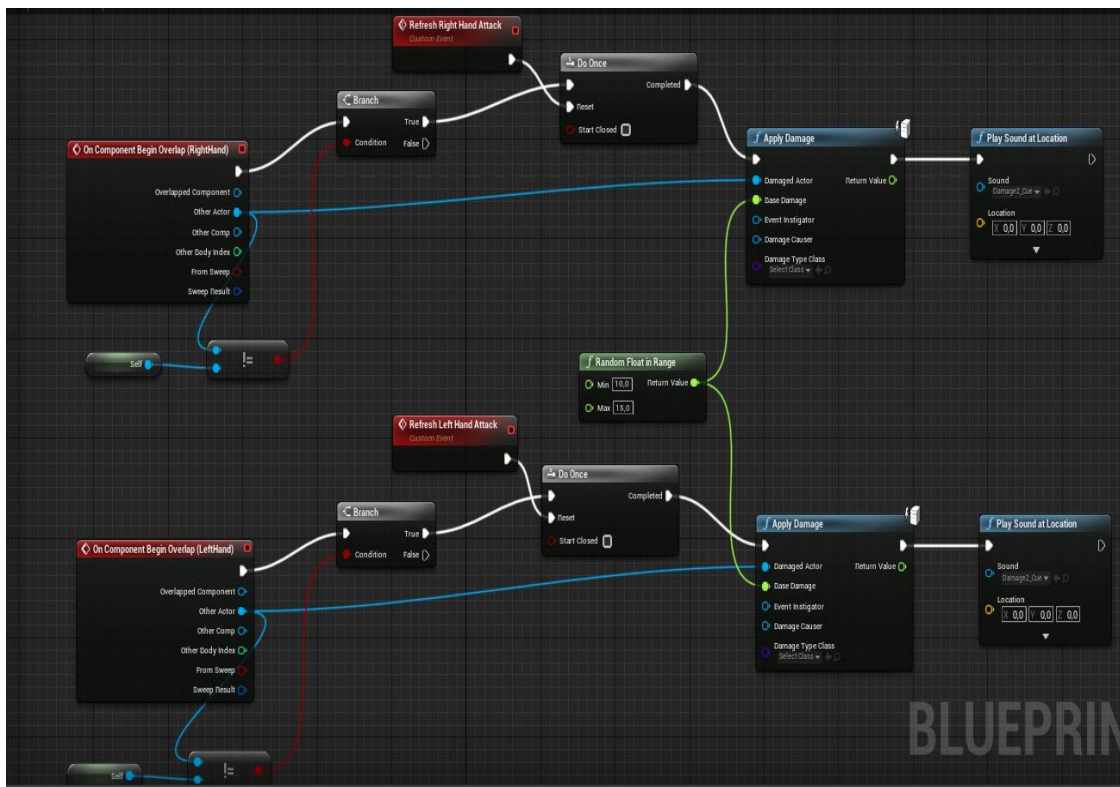 Refresh Right Hand Attack
Custom Event
Do Once
Completed
Reset
Start Closed
Branch
True
Condition
False
On Component Begin Overlap (RightHand)
Overlapped Component
Other Actor
Other Comp
Other Body Index
From Sweep
Sweep Result
Self
!=
Apply Damage
Damaged Actor
Return Value
Base Damage
Event Instigator
Damage Causer
Damage Type Class
Select Class
Play Sound at Location
Sound
Damage2_Cue
Location
X 0,0 Y 0,0 Z 0,0
Random Float in Range
Min 10,0
Return Value
Max 15,0
Refresh Left Hand Attack
Custom Event
Do Once
Completed
Reset
Start Closed
Branch
True
Condition
False
On Component Begin Overlap (LeftHand)
Overlapped Component
Other Actor
Other Comp
Other Body Index
From Sweep
Sweep Result
Self
!=
Apply Damage
Damaged Actor
Return Value
Base Damage
Event Instigator
Damage Causer
Damage Type Class
Select Class
Play Sound at Location
Sound
Damage2_Cue
Location
X 0,0 Y 0,0 Z 0,0
BLUEPRIN